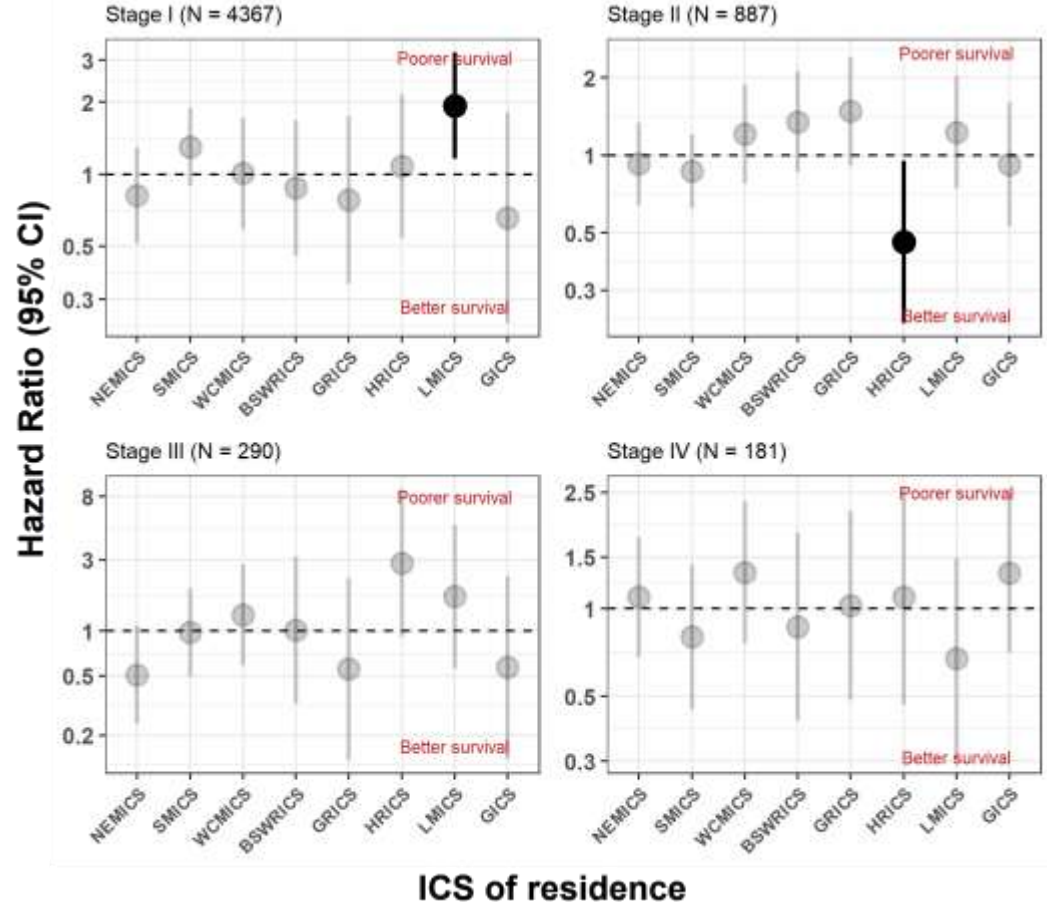 Stage I (N = 4367)
Poorer survival
3
2
1
0.5
0.3
Better survival
NEMICS
SMICS
WCMICS
BSWRICS
GRICS
HRICS
LMICS
GICS
Stage II (N = 887)
Poorer survival
2
1
0.5
0.3
Better survival
NEMICS
SMICS
WCMICS
BSWRICS
GRICS
HRICS
LMICS
GICS
Hazard Ratio (95% CI)
Stage III (N = 290)
Poorer survival
8
3
1
0.5
0.2
Better survival
NEMICS
SMICS
WCMICS
BSWRICS
GRICS
HRICS
LMICS
GICS
Stage IV (N = 181)
Poorer survival
2.5
1.5
1
0.5
0.3
Better survival
NEMICS
SMICS
WCMICS
BSWRICS
GRICS
HRICS
LMICS
GICS
ICS of residence